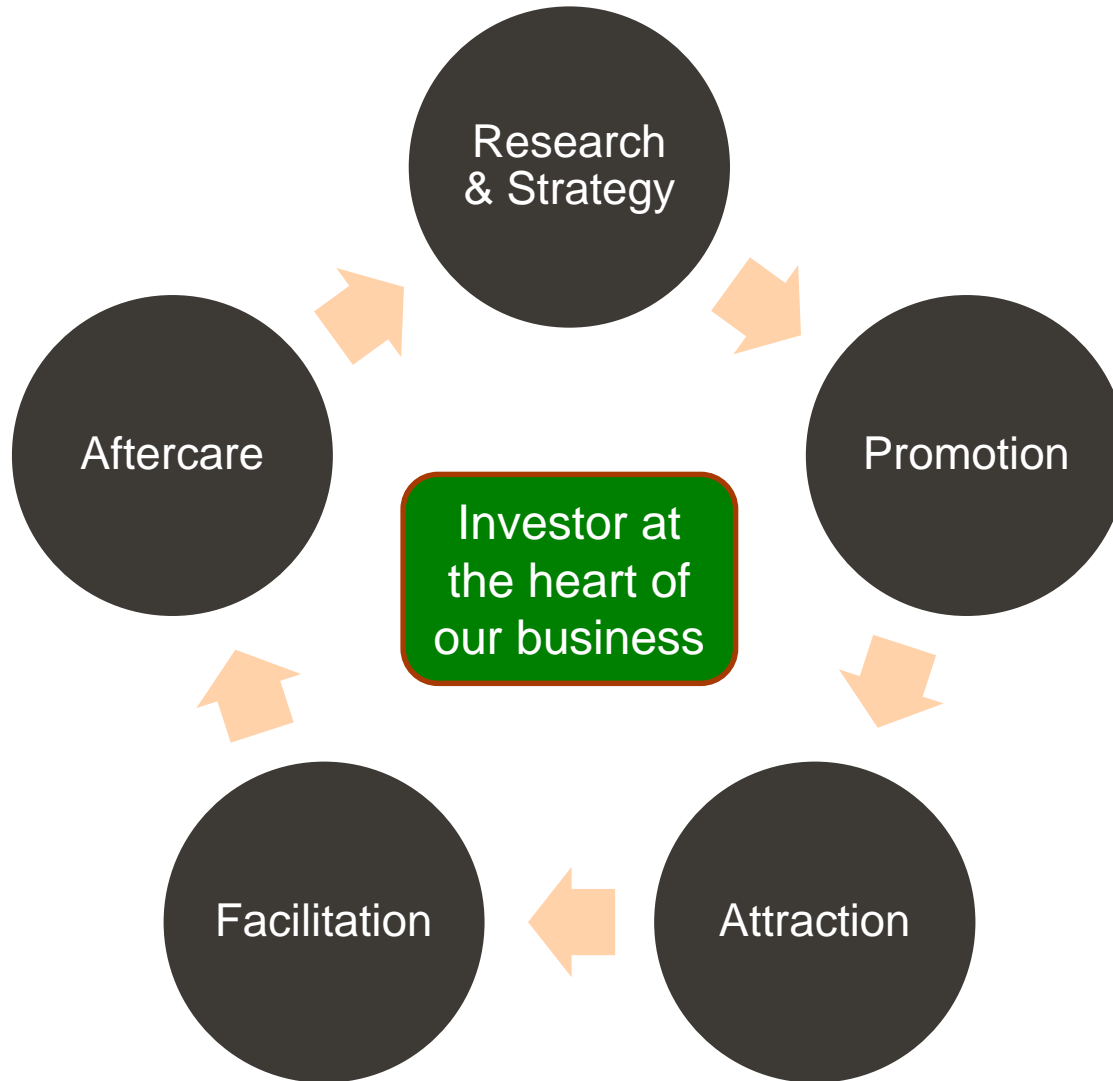 Research
& Strategy
Promotion
Attraction
Facilitation
Aftercare
Investor at
the heart of
our business